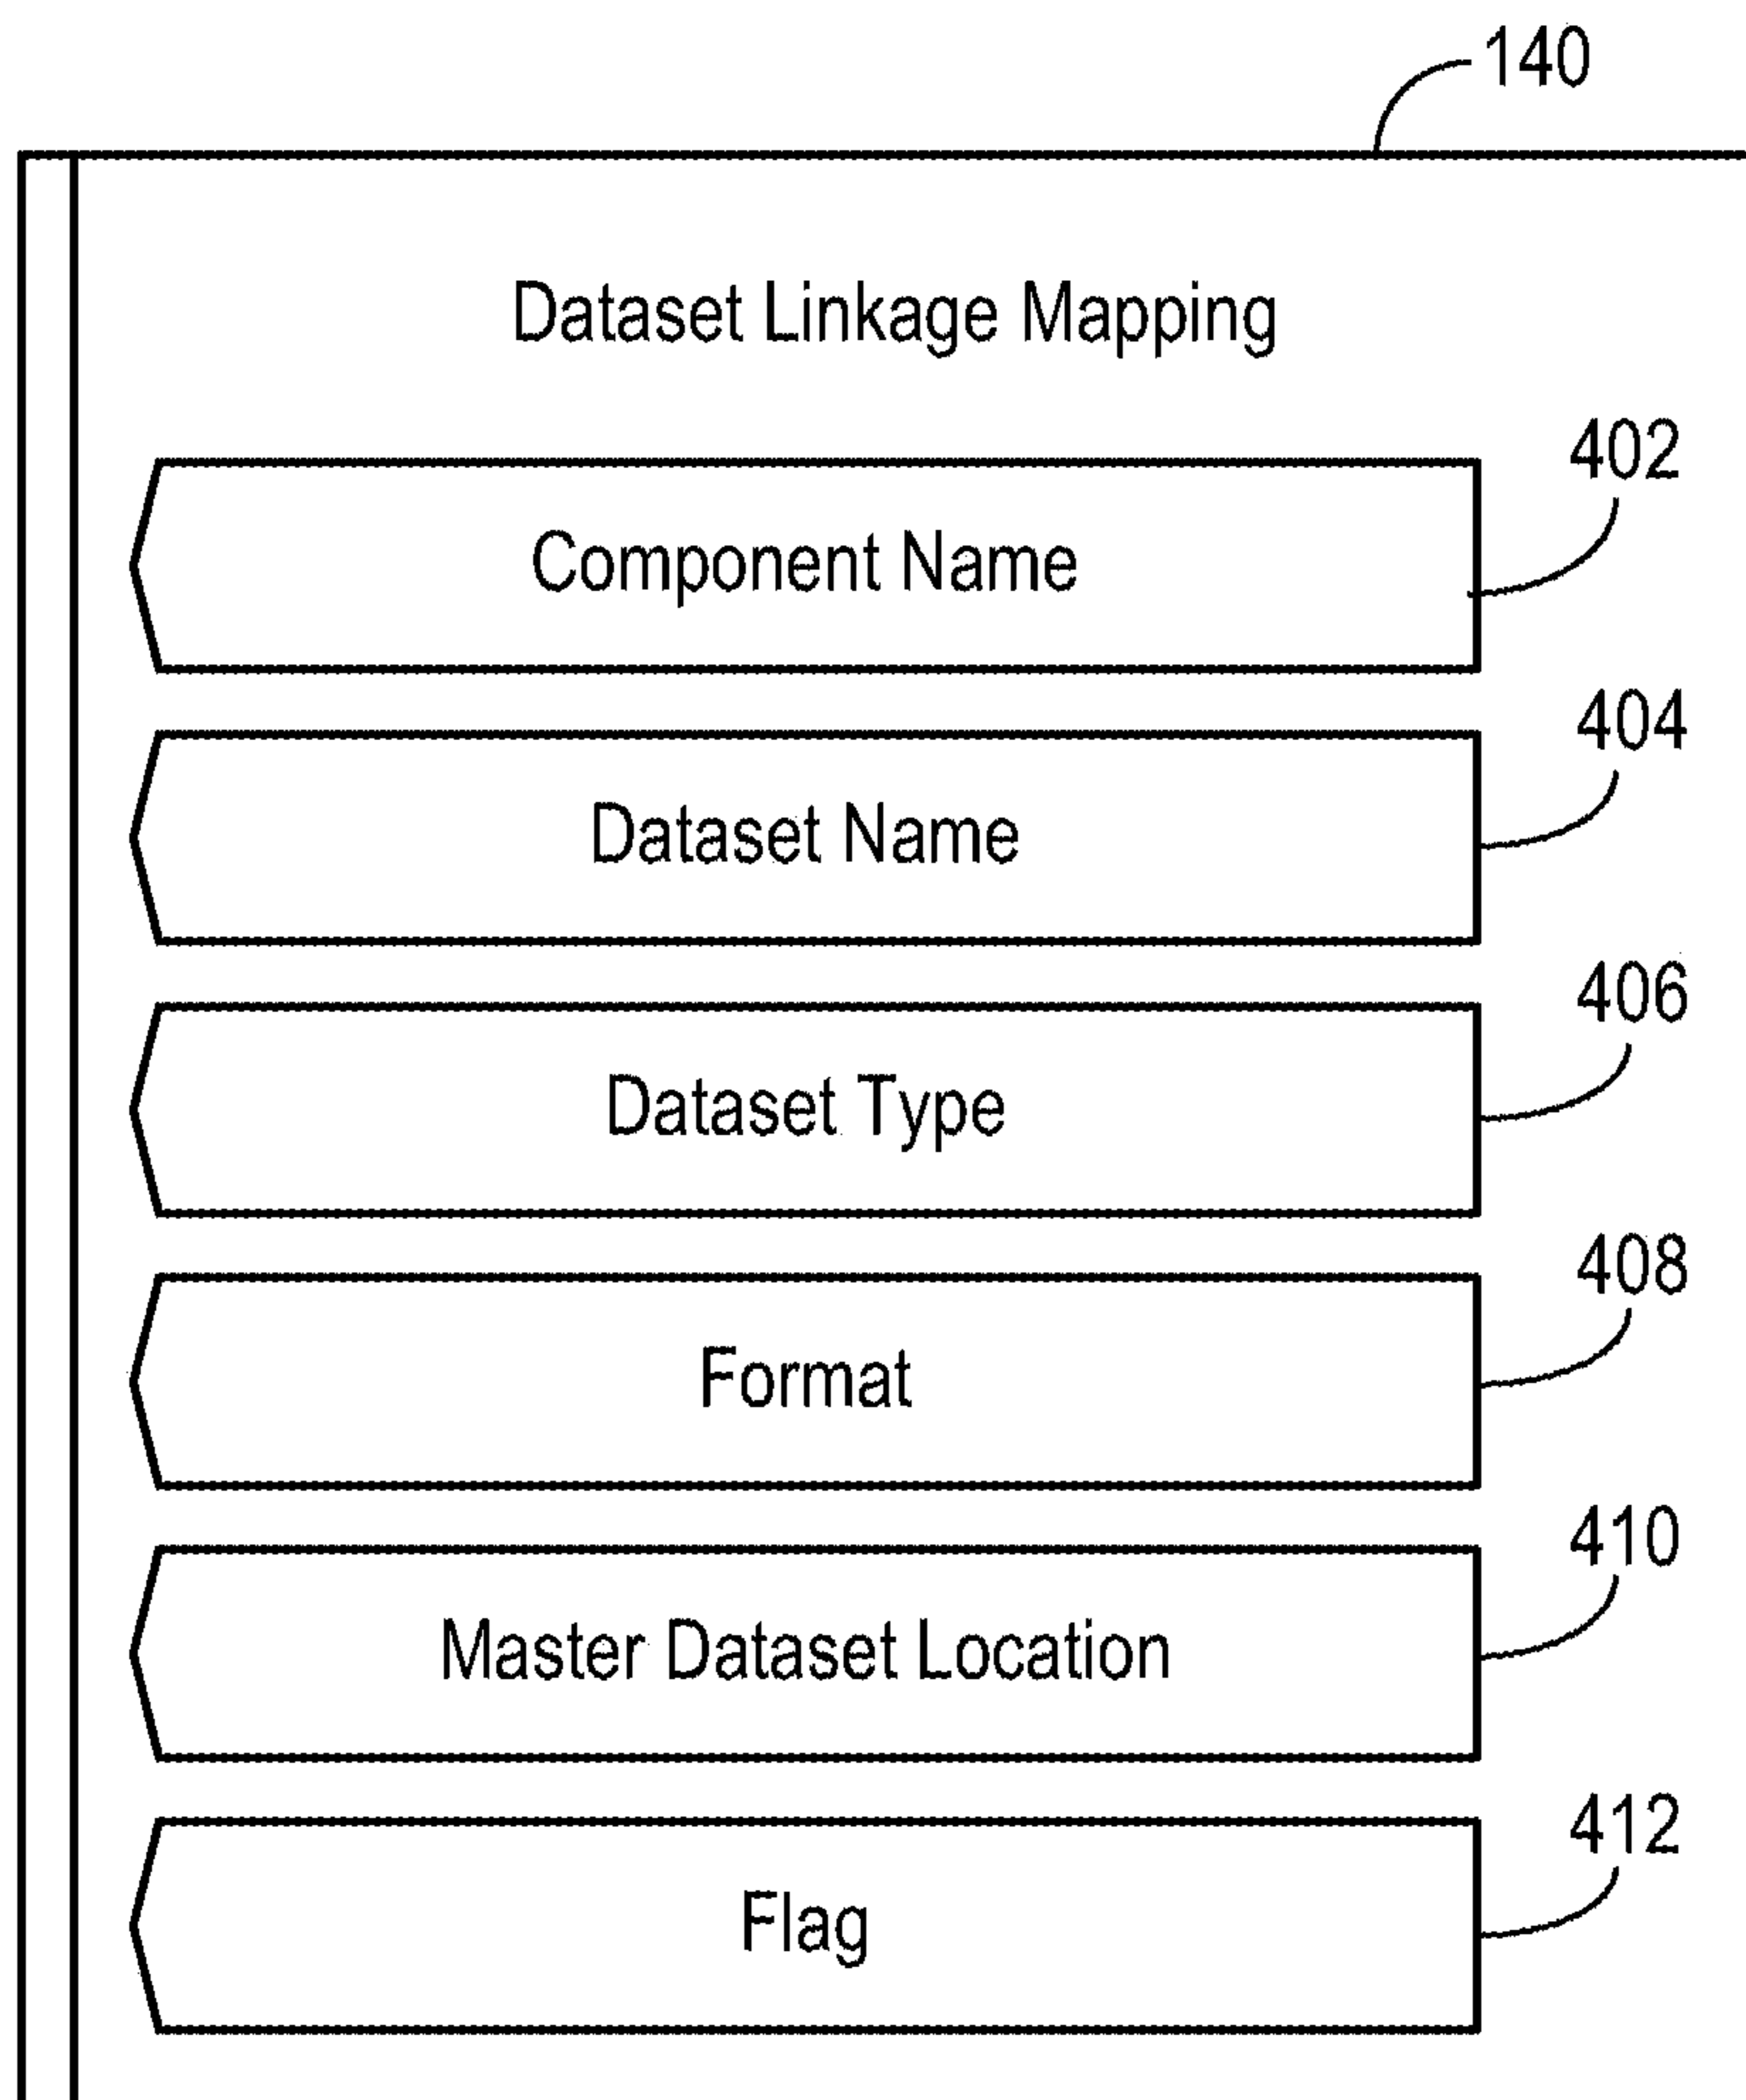 140
Dataset Linkage Mapping
402
Component Name
404
Dataset Name
406
Dataset Type
408
Format
410
Master Dataset Location
412
Flag